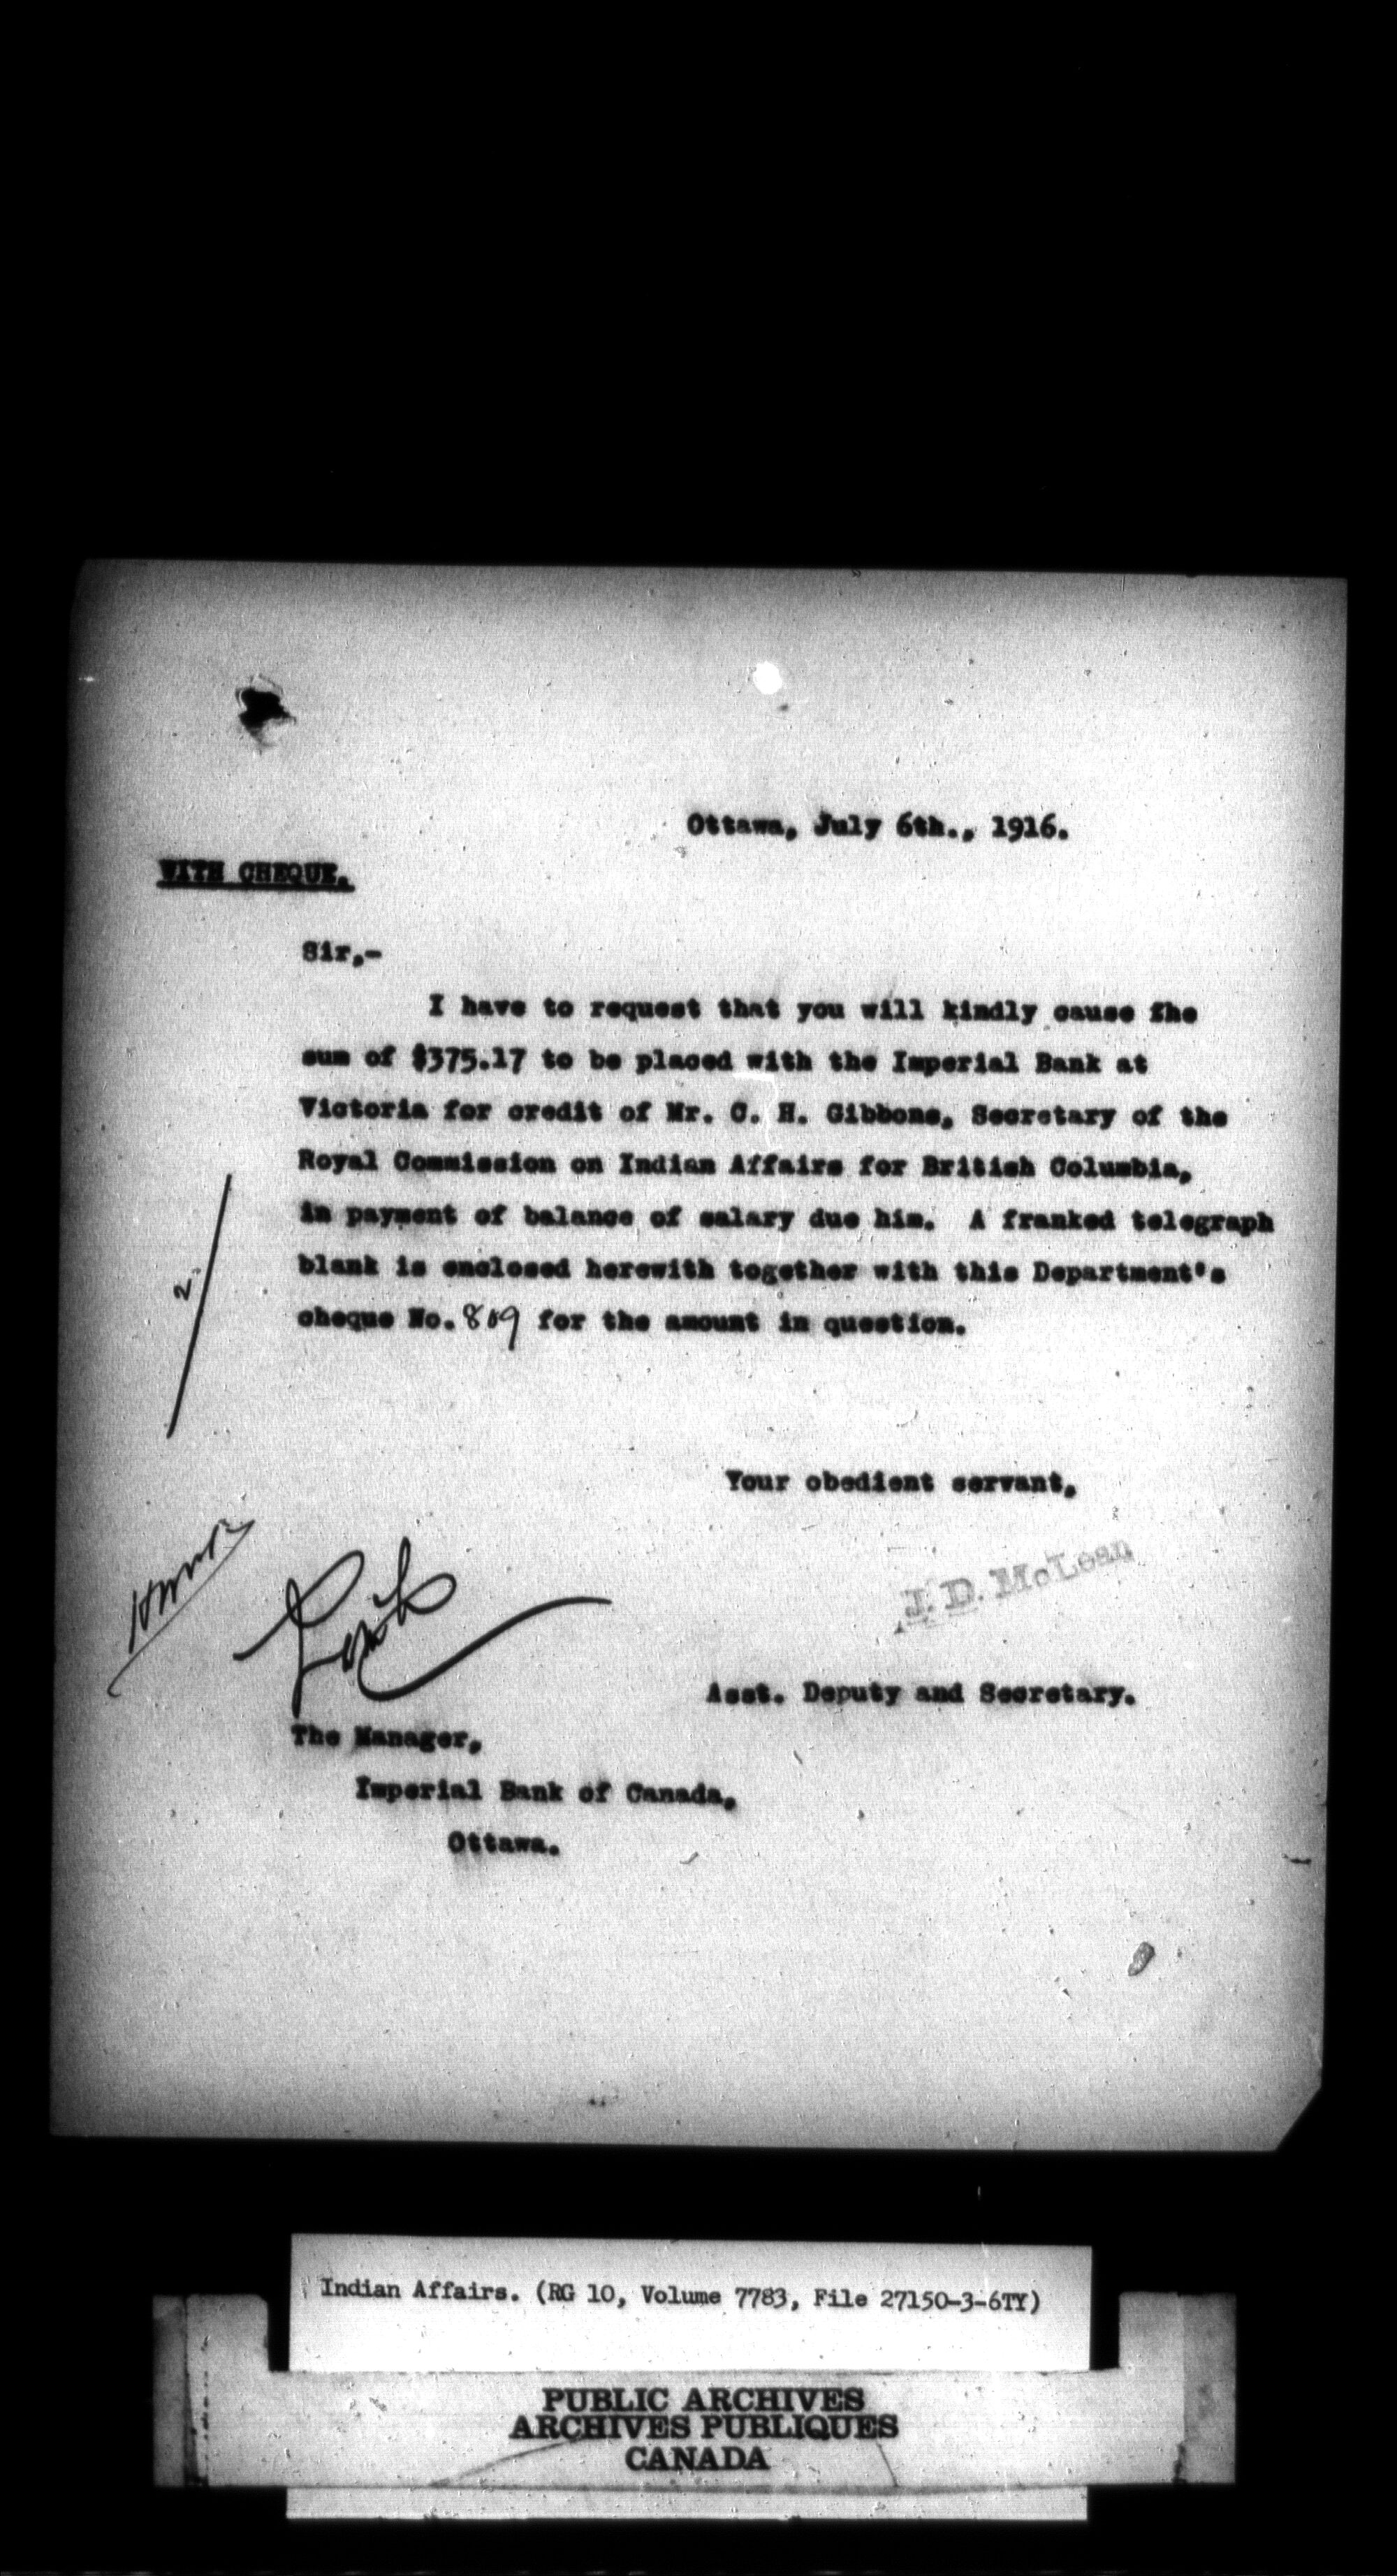 Ottawa, July 6th., 1916.
WITH CHEQUE.
Sir,-
I have to request that you will kindly cause fhe
sum of $375.17 to be placed with the Imperial Bank at
Victoria for credit of Mr. C. H. Gibbons, Secretary of the
Royal Commission on Indian Affairs for British Columbia,
in payment of balance of salary due him. A franked telegraph
blank is enclosed herewith together with this Department's
cheque No. 809 for the amount in question.
2
Your obedient servant,
J. D. McLean
Asst. Deputy and Secretary.
The Manager,
Imperial Bank of Canada,
Ottawa.
Indian Affairs. (RG 10, Volume 7783, File 27150-3-6TY)
PUBLIC ARCHIVES
ARCHIVES PUBLIQUES
CANADA